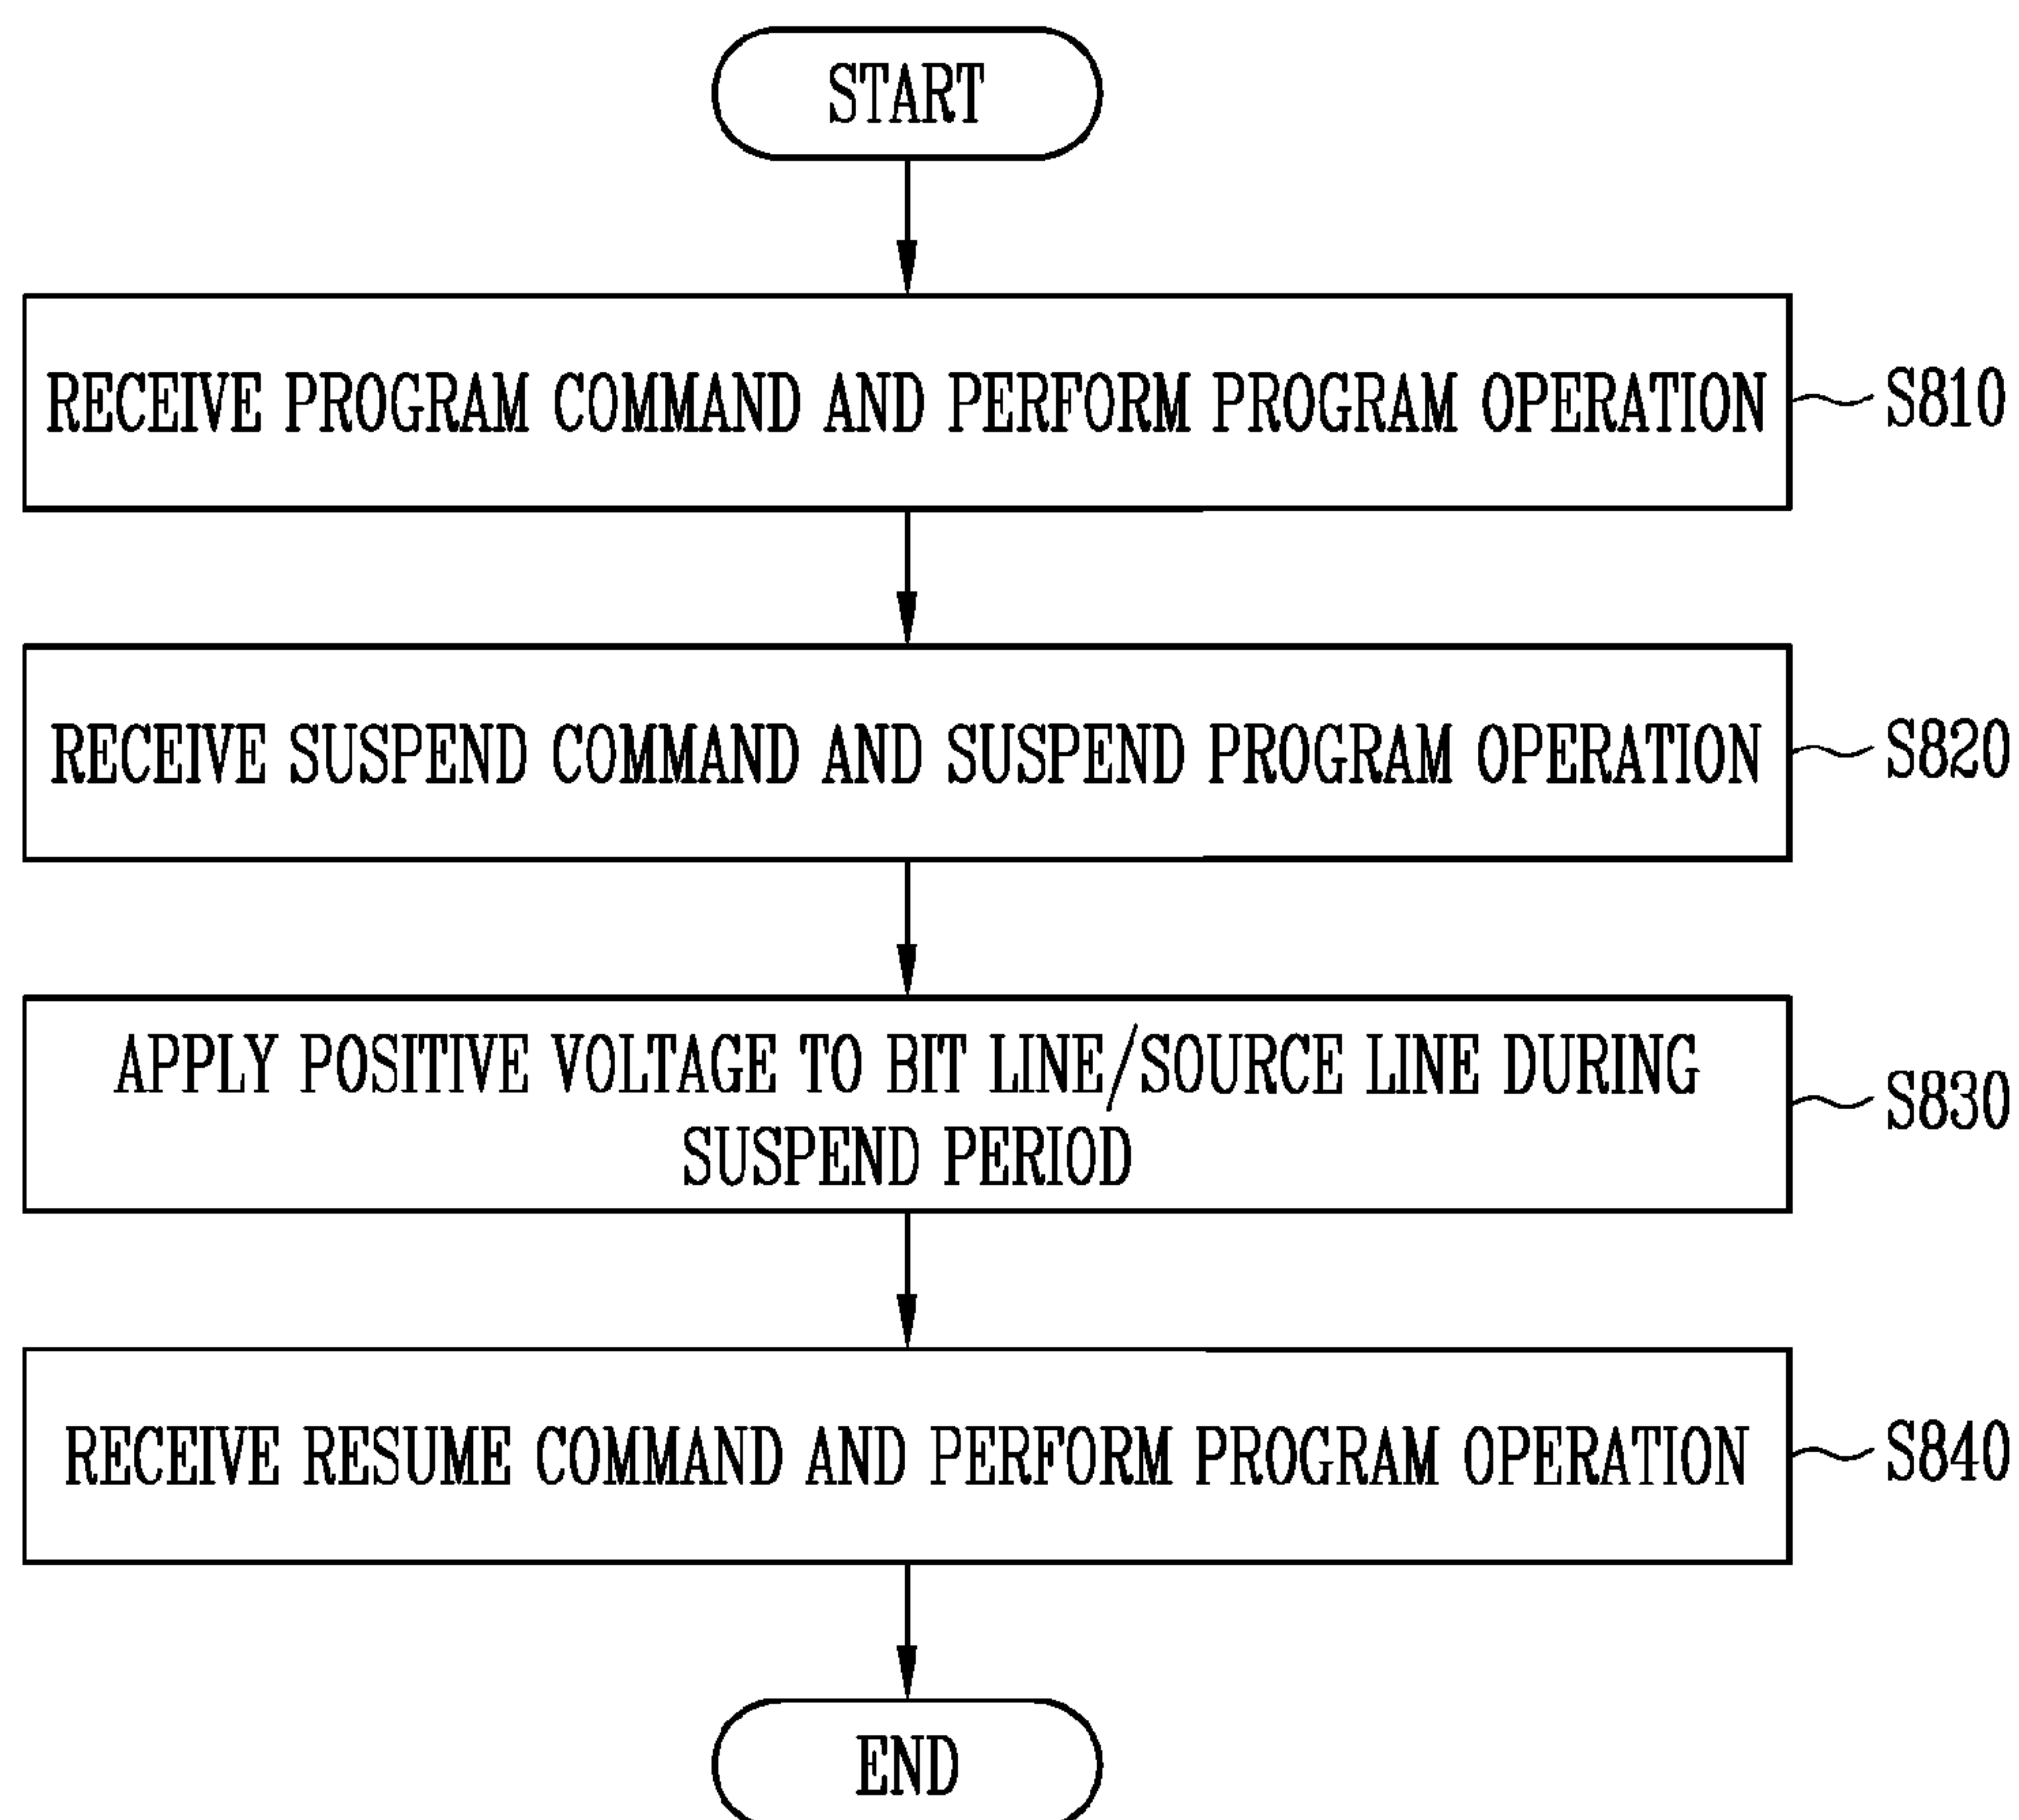 START
RECEIVE PROGRAM COMMAND AND PERFORM PROGRAM OPERATION
S810
RECEIVE SUSPEND COMMAND AND SUSPEND PROGRAM OPERATION
S820
APPLY POSITIVE VOLTAGE TO BIT LINE/SOURCE LINE DURING
SUSPEND PERIOD
S830
RECEIVE RESUME COMMAND AND PERFORM PROGRAM OPERATION
S840
END